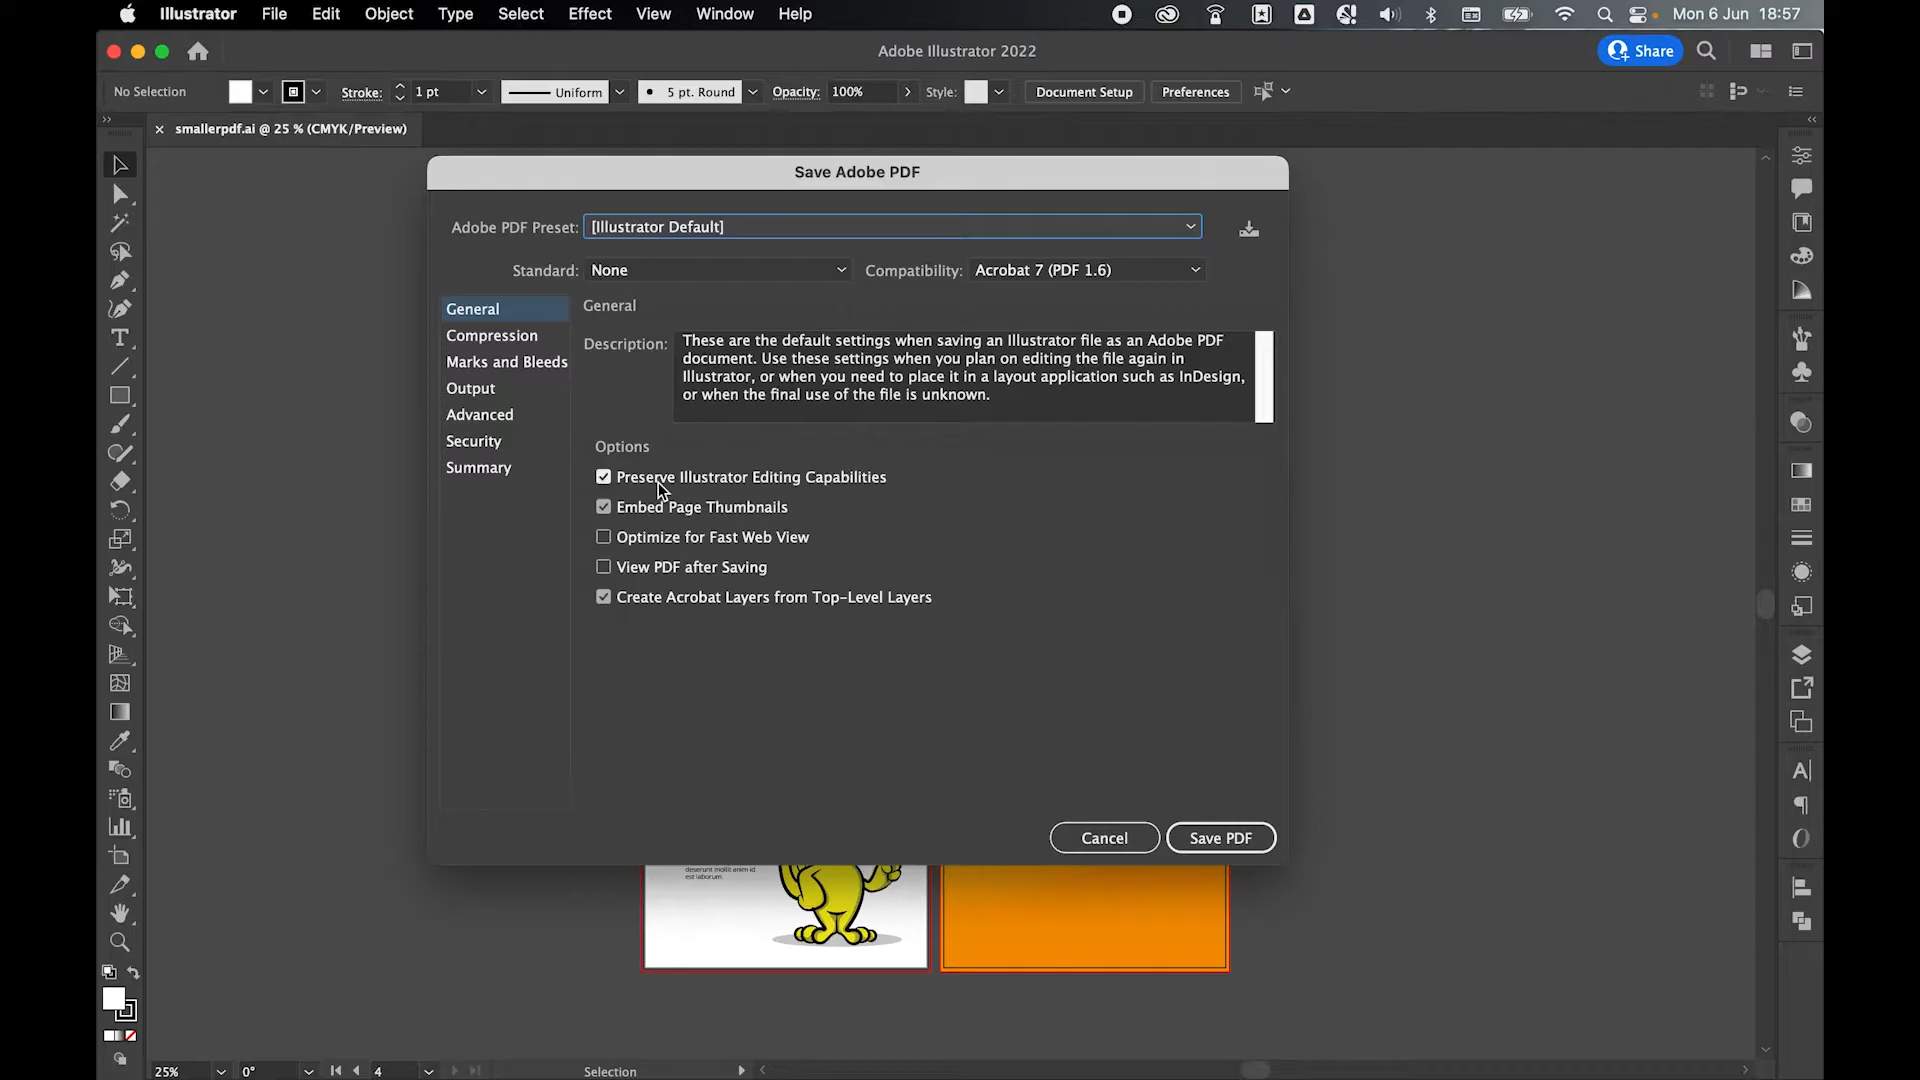 Illustrator File Edit Object Type Select Effect View Window Help Mon 6 Jun 18:57
Adobe Illustrator 2022
Share
No Selection Stroke: 1 pt Uniform 5 pt. Round Opacity: 100% Style: Document Setup Preferences
smallerpdf.ai @ 25 % (CMYK/Preview)
Save Adobe PDF
Adobe PDF Preset: [Illustrator Default]
Standard: None Compatibility: Acrobat 7 (PDF 1.6)
General
Compression
Marks and Bleeds
Output
Advanced
Security
Summary
General
Description: These are the default settings when saving an Illustrator file as an Adobe PDF
document. Use these settings when you plan on editing the file again in
Illustrator, or when you need to place it in a layout application such as InDesign,
or when the final use of the file is unknown.
Options
Preserve Illustrator Editing Capabilities
Embed Page Thumbnails
Optimize for Fast Web View
View PDF after Saving
Create Acrobat Layers from Top-Level Layers
Cancel Save PDF
deserunt mollit anim id
est laborum.
25% 0° 4 Selection